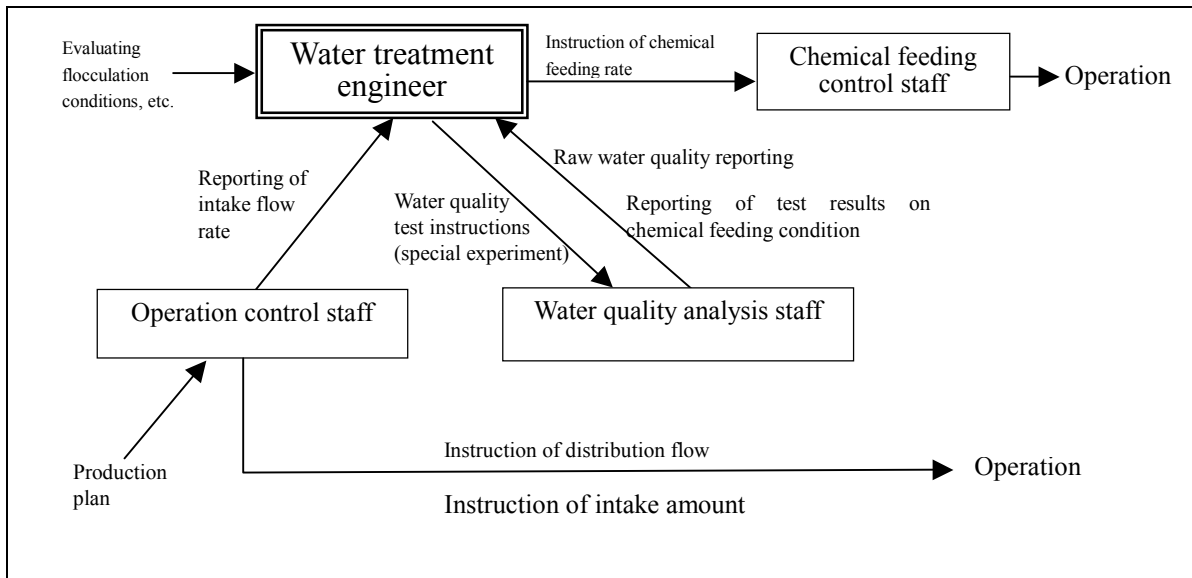 Evaluating
flocculation
conditions, etc.
Water treatment
engineer
Instruction of chemical
feeding rate
Chemical feeding
control staff
Operation
Reporting of
intake flow
rate
Water quality
test instructions
(special experiment)
Raw water quality reporting
Reporting of test results on
chemical feeding condition
Operation control staff
Water quality analysis staff
Production
plan
Instruction of distribution flow
Operation
Instruction of intake amount